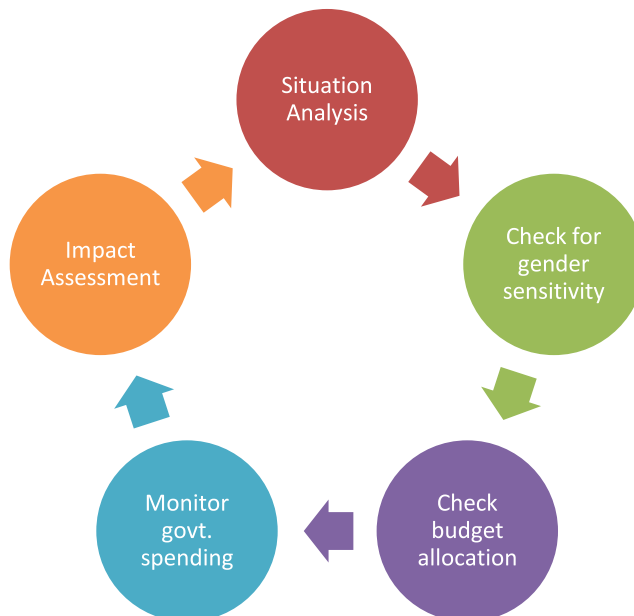 Situation
Analysis
Check for
gender
sensitivity
Check
budget
allocation
Monitor
govt.
spending
Impact
Assessment